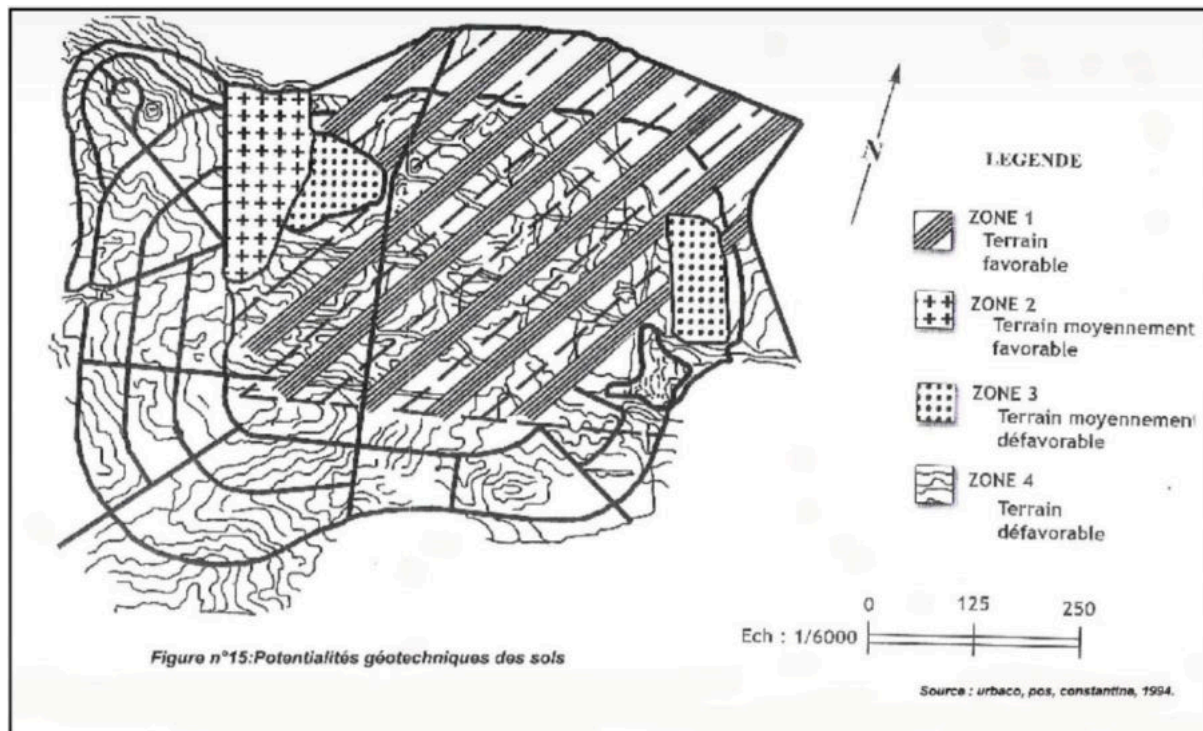 N
LEGENDE
ZONE 1
Terrain
favorable
ZONE 2
Terrain moyennement
favorable
ZONE 3
Terrain moyennement
défavorable
ZONE 4
Terrain
défavorable
0 125 250
Ech : 1/6000
Figure n°15:Potentialités géotechniques des sols
Source : urbaco, pos, constantine, 1994.